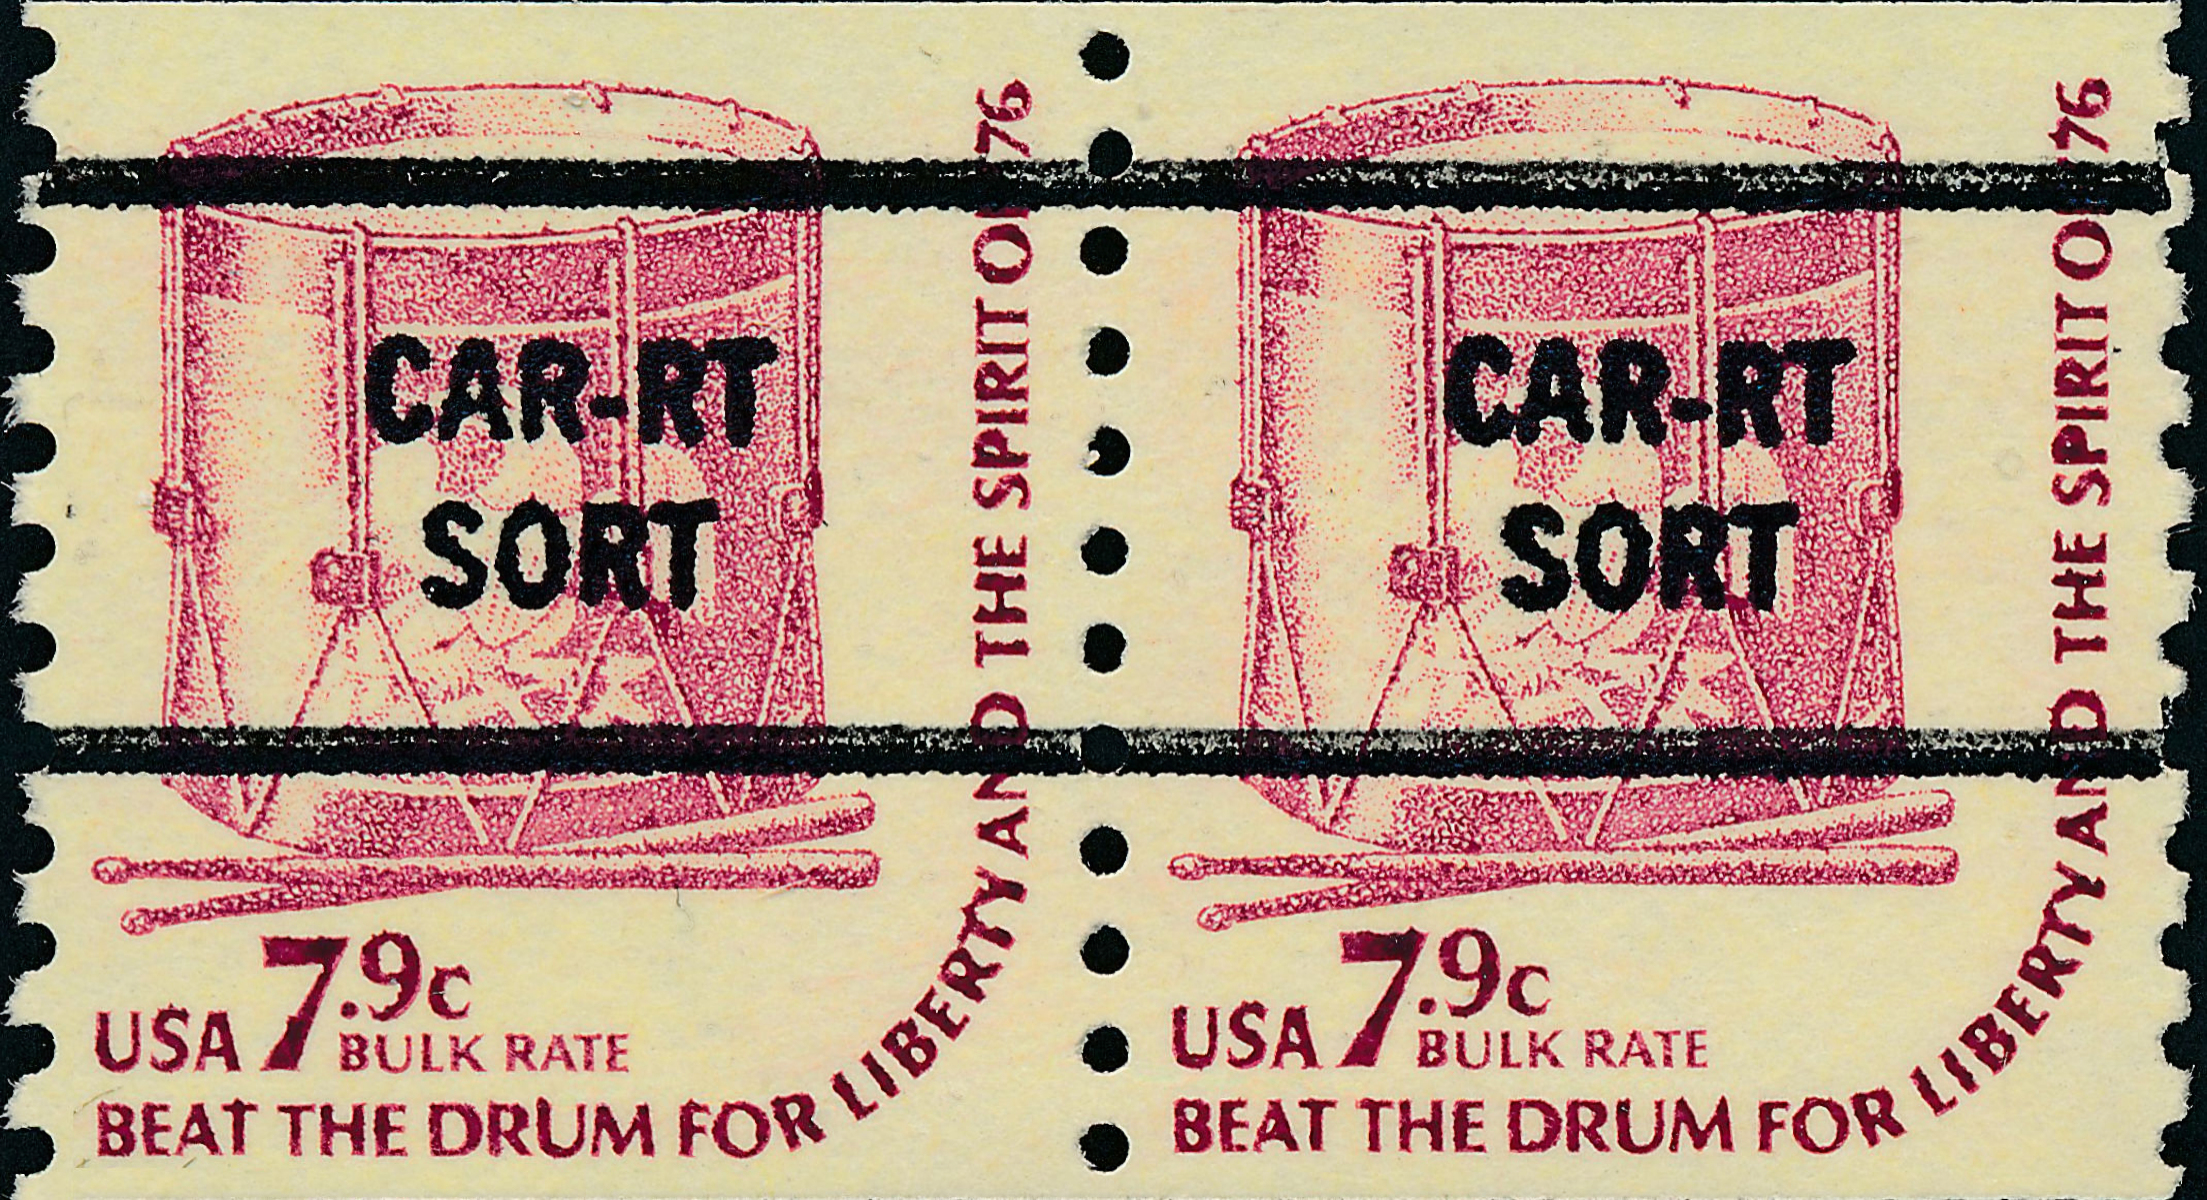 CAR-RT
SORT
USA 7.9c
BULK RATE
BEAT THE DRUM FOR LIBERTY AND THE SPIRIT OF '76
CAR-RT
SORT
USA 7.9c
BULK RATE
BEAT THE DRUM FOR LIBERTY AND THE SPIRIT OF '76